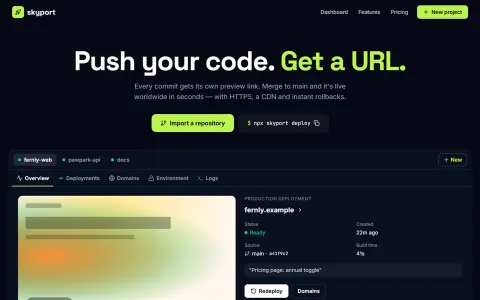 skyport
Dashboard
Features
Pricing
+ New project
Push your code. Get a URL.
Every commit gets its own preview link. Merge to main and it's live
worldwide in seconds — with HTTPS, a CDN and instant rollbacks.
Import a repository
$ npx skyport deploy
fernly-web
pawpark-api
docs
+ New
Overview
Deployments
Domains
Environment
Logs
PRODUCTION DEPLOYMENT
fernly.example
Status
Created
Ready
22m ago
Source
Build time
main
41s
"Pricing page: annual toggle"
Redeploy
Domains